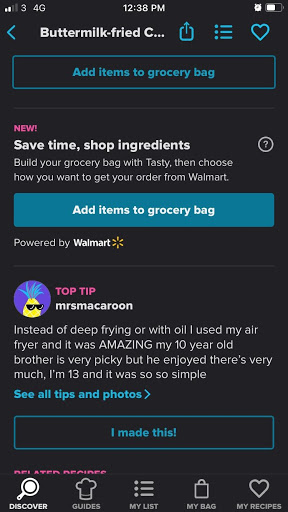 3 4G 12:38 PM
Buttermelk-fried C...
Add items to grocery bag
NEW!
Save time, shop ingredients
?
Build your grocery bag with Tasty, then choose
how you want to get your order from Walmart.
Add items to grocery bag
Powered by Walmart
TOP TIP
mrsmacaroon
Instead of deep frying or with oil I used my air
fryer and it was AMAZING my 10 year old
brother is very picky but he enjoyed there's very
much, I'm 13 and it was so so simple
See all tips and photos
I made this!
RELATED RECIPES
DISCOVER GUIDES MY LIST MY BAG MY RECIPES